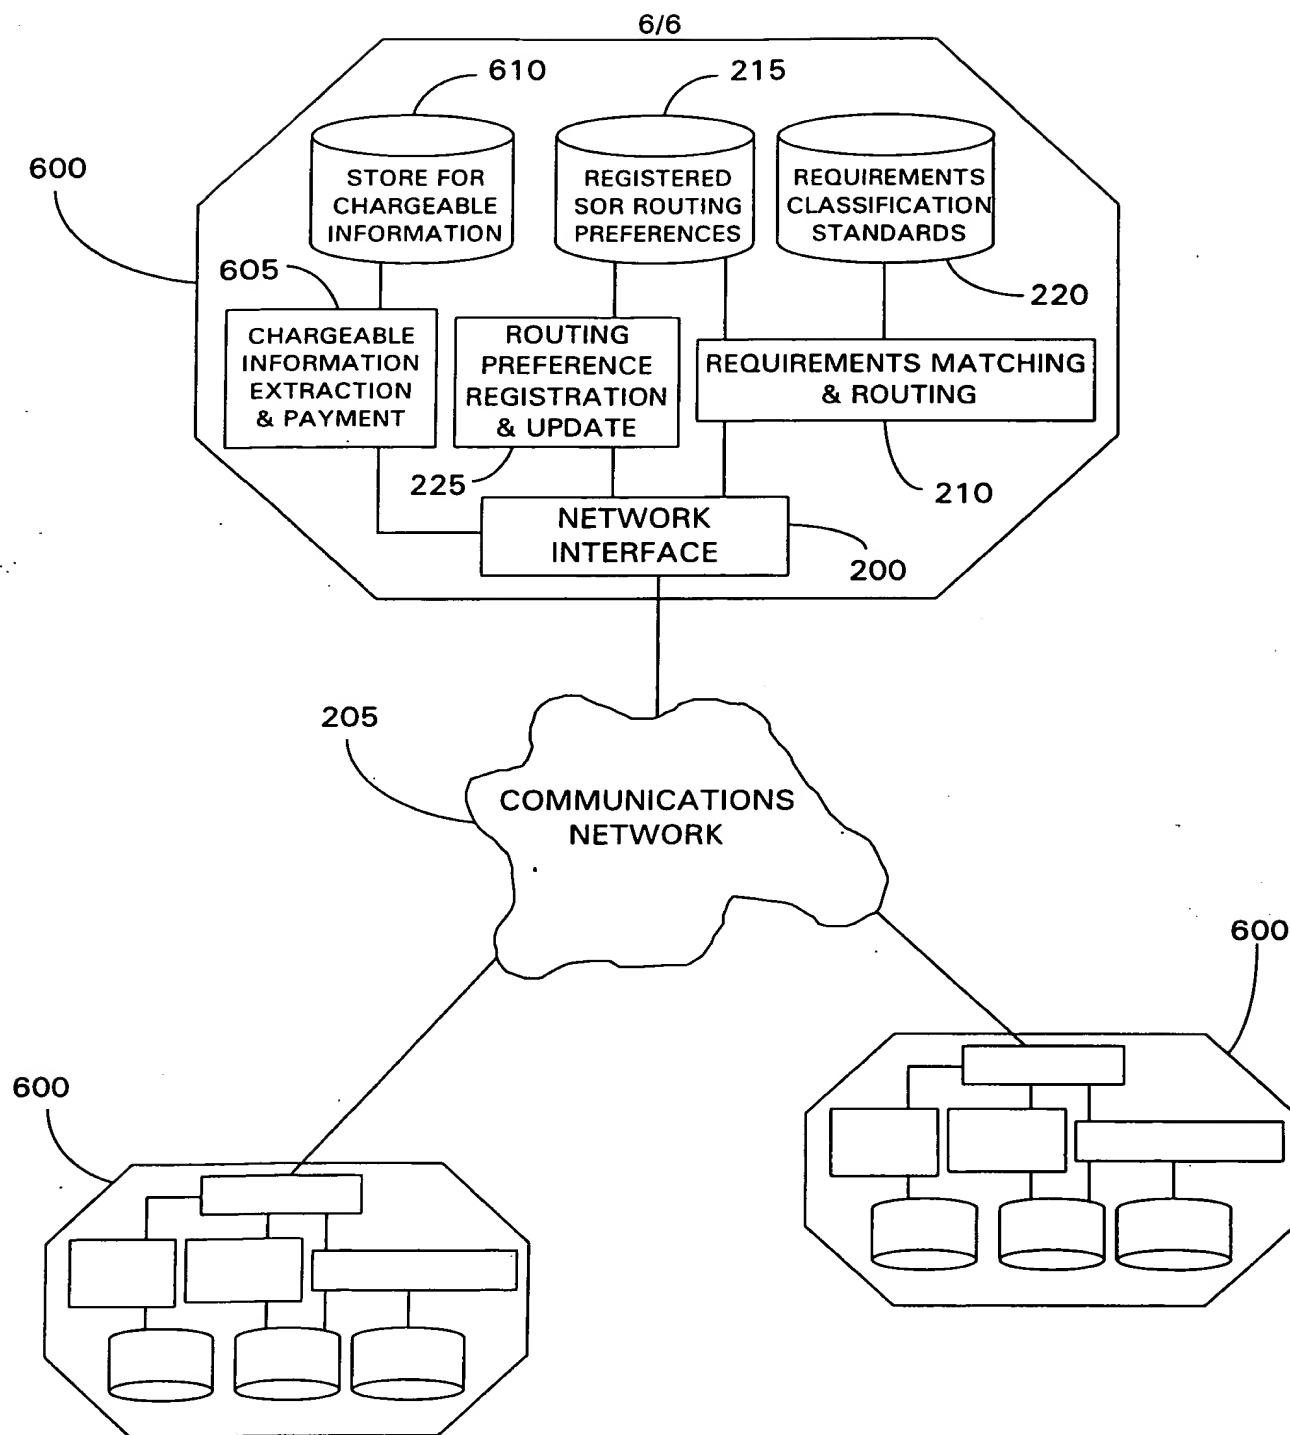 6/6
610
215
600
STORE FOR
CHARGEABLE
INFORMATION
REGISTERED
SOR ROUTING
PREFERENCES
REQUIREMENTS
CLASSIFICATION
STANDARDS
605
220
CHARGEABLE
INFORMATION
EXTRACTION
& PAYMENT
ROUTING
PREFERENCE
REGISTRATION
& UPDATE
REQUIREMENTS MATCHING
& ROUTING
225
210
NETWORK
INTERFACE
200
205
COMMUNICATIONS
NETWORK
600
600